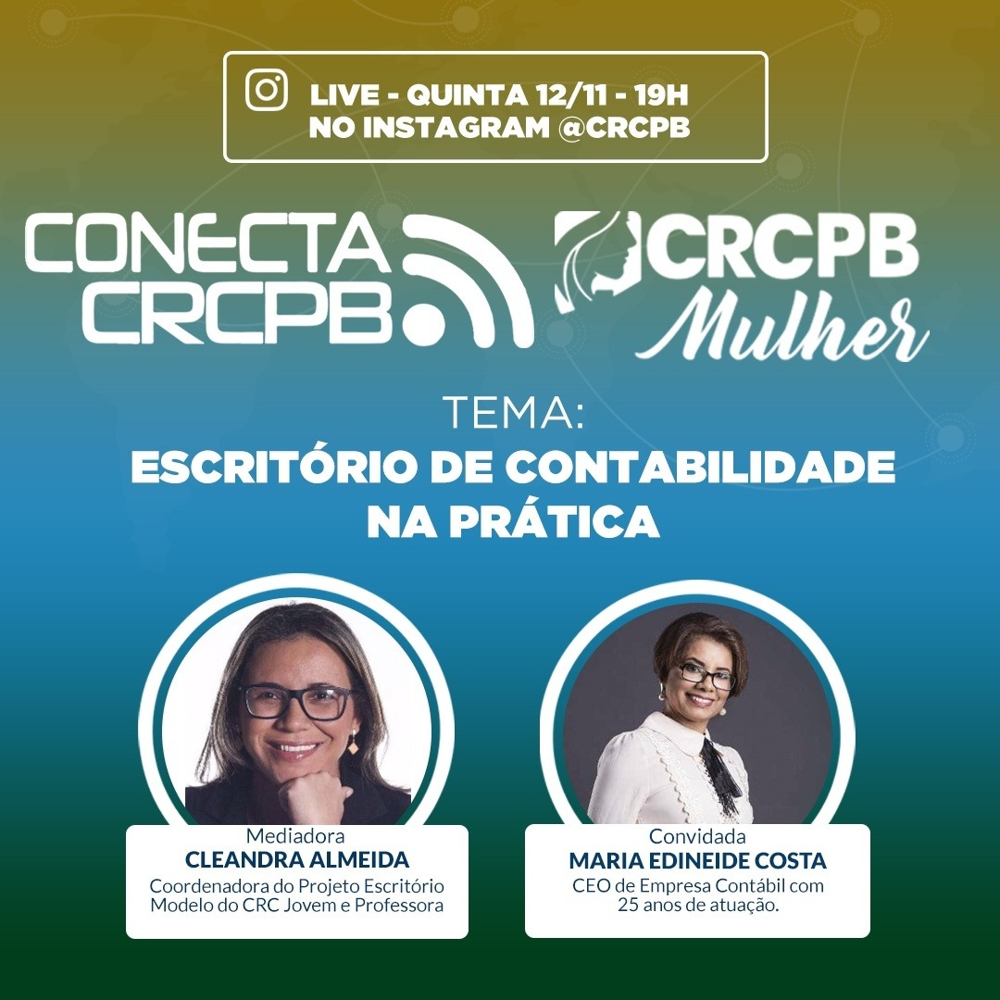 LIVE - QUINTA 12/11 - 19H
NO INSTAGRAM @CRCPB
CONECTA
CRCPB
CRCPB
Mulher
TEMA:
ESCRITÓRIO DE CONTABILIDADE
NA PRÁTICA
Mediadora
CLEANDRA ALMEIDA
Coordenadora do Projeto Escritório
Modelo do CRC Jovem e Professora
Convidada
MARIA EDINEIDE COSTA
CEO de Empresa Contábil com
25 anos de atuação.